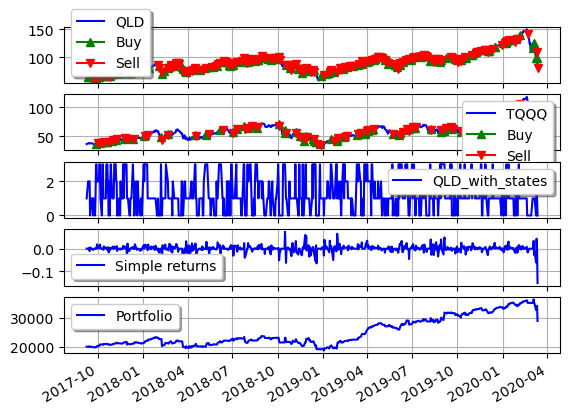 150
QLD
Buy
Sell
100
100
50
TQQQ
Buy
Sell
2
0
QLD_with_states
0.0
−0.1
Simple returns
30000
20000
Portfolio
2017-10 2018-01 2018-04 2018-07 2018-10 2019-01 2019-04 2019-07 2019-10 2020-01 2020-04